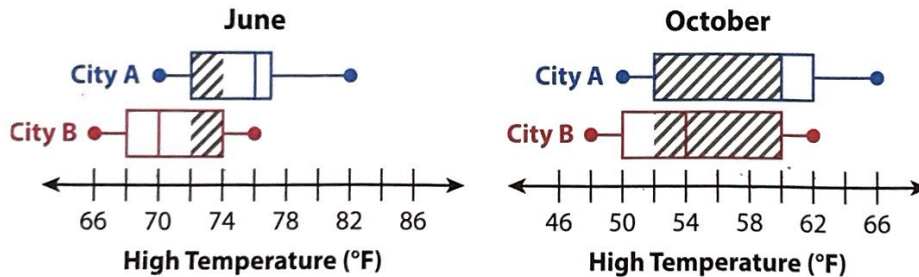 June
City A
City B
66 70 74 78 82 86
High Temperature (°F)
October
City A
City B
46 50 54 58 62 66
High Temperature (°F)